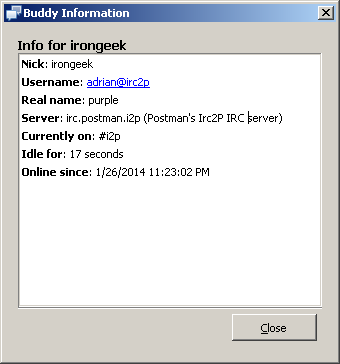 Buddy Information
Info for irongeek
Nick: irongeek
Username: adrian@irc2p
Real name: purple
Server: irc.postman.i2p (Postman's Irc2P IRC server)
Currently on: #i2p
Idle for: 17 seconds
Online since: 1/26/2014 11:23:02 PM
Close